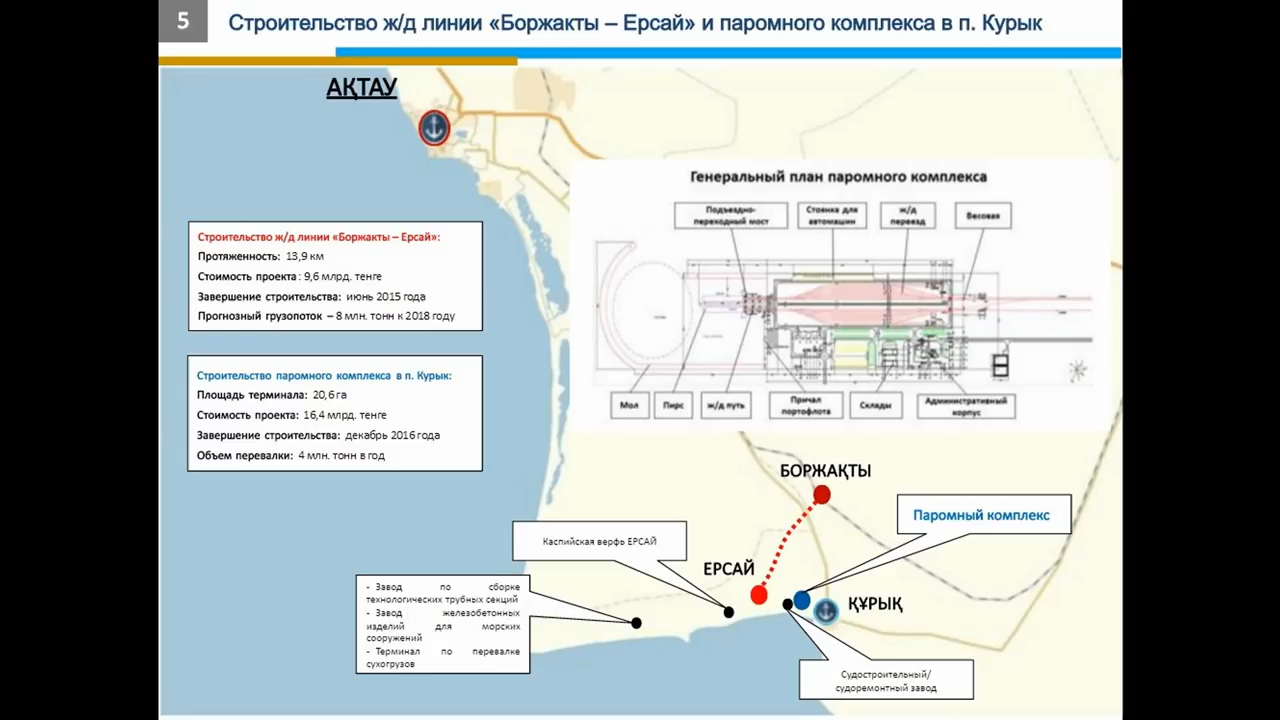 5
Строительство ж/д линии «Боржакты – Ерсай» и паромного комплекса в п. Курык
АҚТАУ
Генеральный план паромного комплекса
Подъездно-
переходный мост
Стоянка для
автомашин
ж/д
переезд
Весовая
Мол
Пирс
ж/д путь
Причал
портофлота
Склады
Административный
корпус
Строительство ж/д линии «Боржакты – Ерсай»:
Протяженность: 13,9 км
Стоимость проекта: 9,6 млрд. тенге
Завершение строительства: июнь 2015 года
Прогнозный грузопоток – 8 млн. тонн к 2018 году
Строительство паромного комплекса в п. Курык:
Площадь терминала: 20,6 га
Стоимость проекта: 16,4 млрд. тенге
Завершение строительства: декабрь 2016 года
Объем перевалки: 4 млн. тонн в год
БОРЖАҚТЫ
Паромный комплекс
Каспийская верфь ЕРСАЙ
ЕРСАЙ
ҚҰРЫҚ
- Завод по сборке
технологических трубных секций
- Завод железобетонных
изделий для морских
сооружений
- Терминал по перевалке
сухогрузов
Судостроительный/
судоремонтный завод